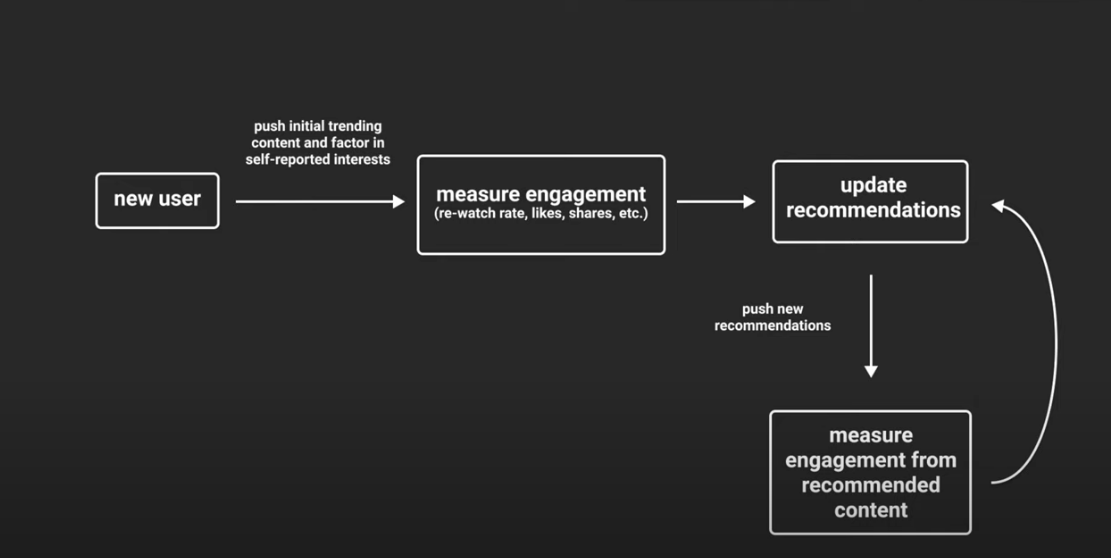 push initial trending
content and factor in
self-reported interests
new user
measure engagement
(re-watch rate, likes, shares, etc.)
update
recommendations
push new
recommendations
measure
engagement from
recommended
content